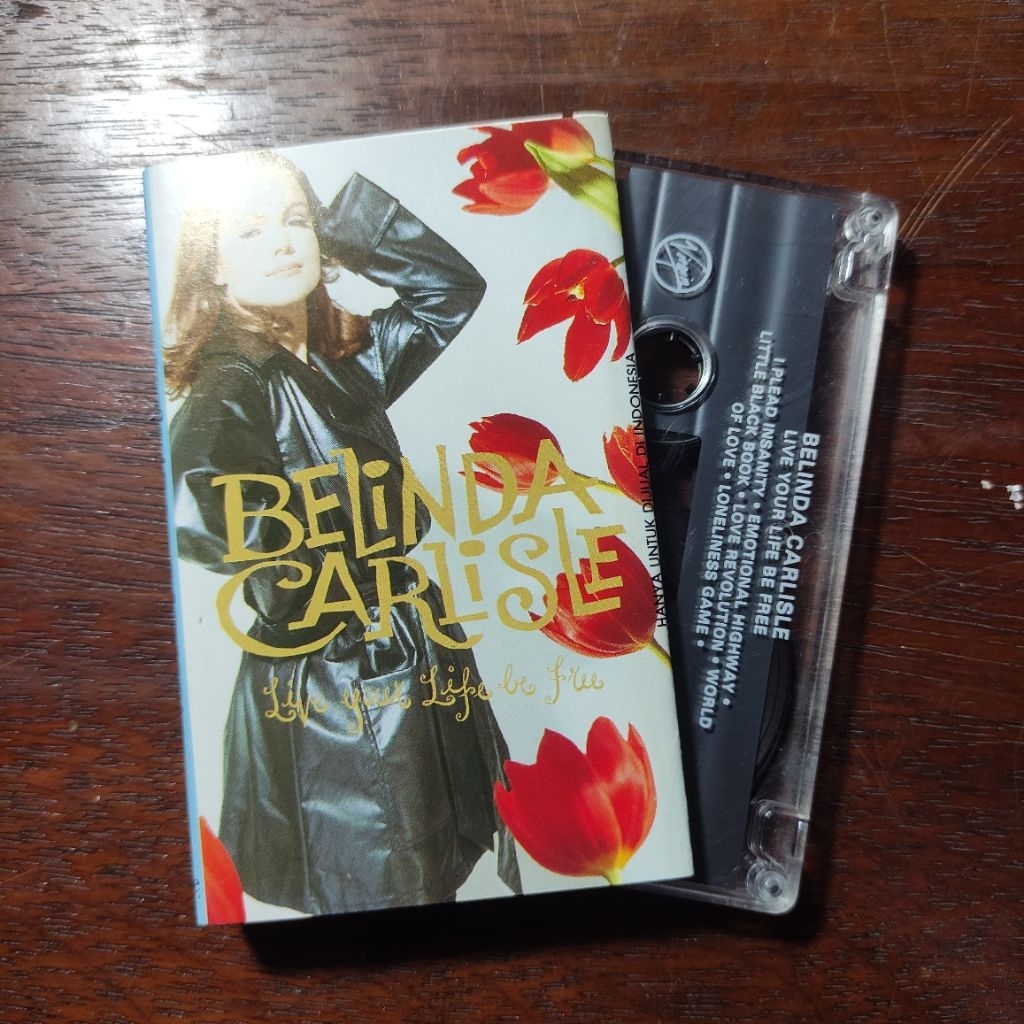 BELINDA
CARLISLE
Live your Life be Free
HANYA UNTUK DIJUAL DI INDONESIA
Virgin
BELINDA CARLISLE
LIVE YOUR LIFE BE FREE
I PLEAD INSANITY • EMOTIONAL HIGHWAY •
LITTLE BLACK BOOK • LOVE REVOLUTION • WORLD
OF LOVE • LONELINESS GAME •